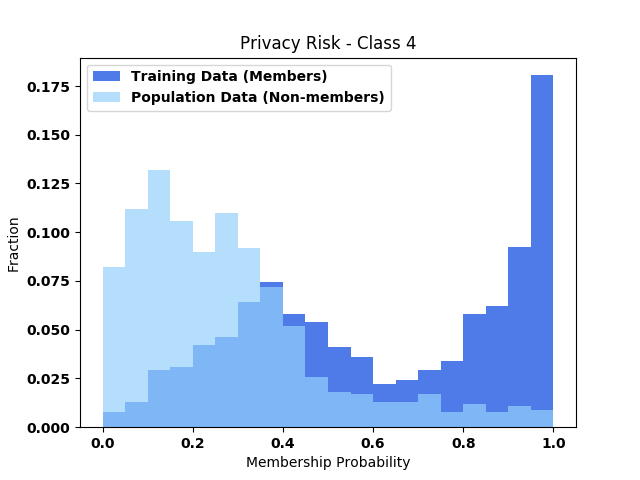 Privacy Risk - Class 4
Training Data (Members)
Population Data (Non-members)
0.175
0.150
0.125
0.100
0.075
0.050
0.025
0.000
Fraction
0.0 0.2 0.4 0.6 0.8 1.0
Membership Probability